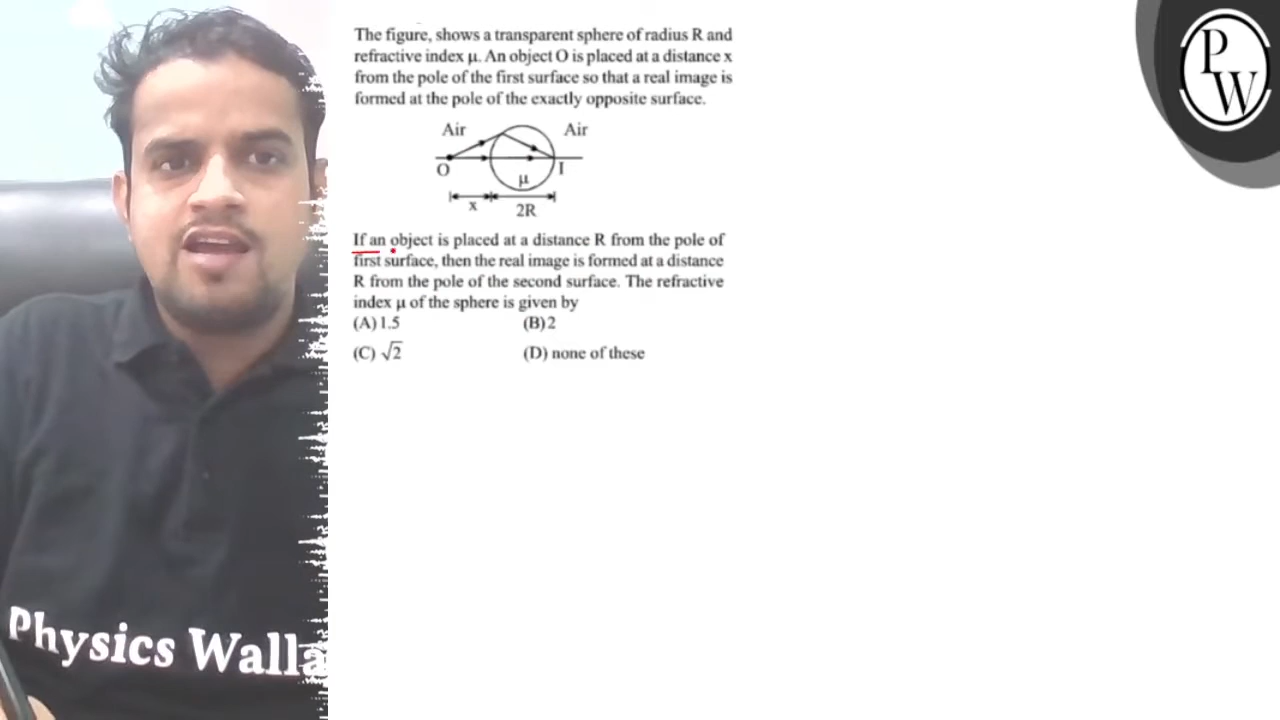 The figure, shows a transparent sphere of radius R and
refractive index μ. An object O is placed at a distance x
from the pole of the first surface so that a real image is
formed at the pole of the exactly opposite surface.
Air Air
O I
μ
x 2R
If an object is placed at a distance R from the pole of
first surface, then the real image is formed at a distance
R from the pole of the second surface. The refractive
index μ of the sphere is given by
(A) 1.5 (B) 2
(C) √2 (D) none of these
P
W
Physics Walla